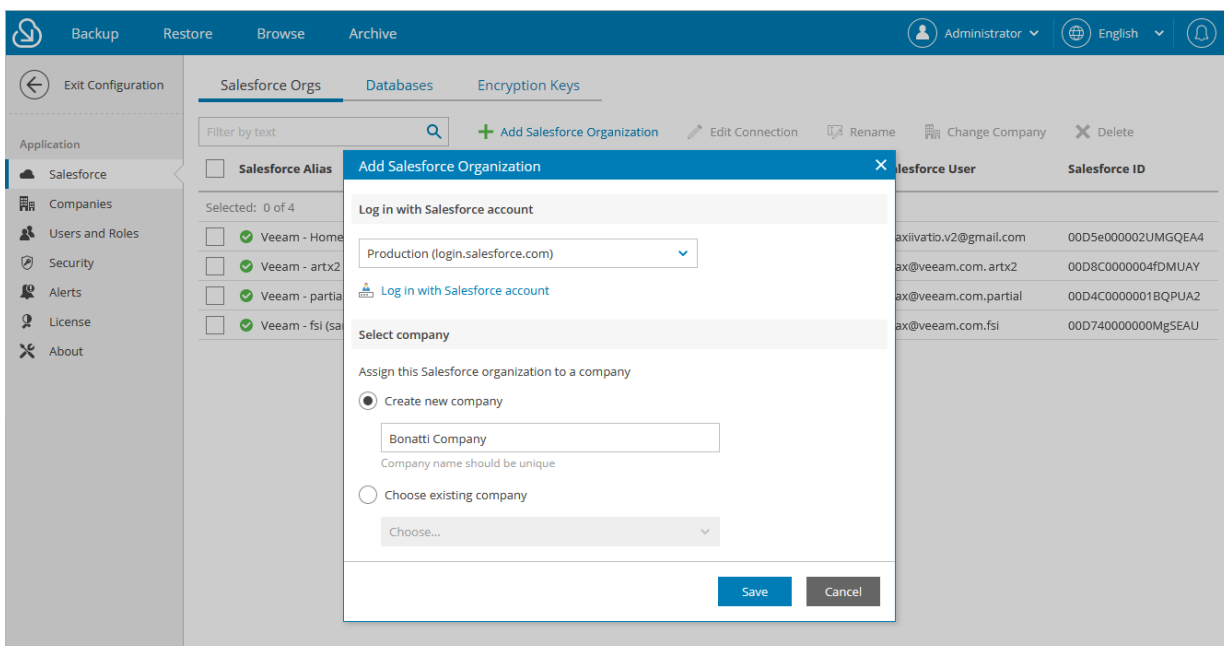 Backup Restore Browse Archive Administrator English
Exit Configuration
Salesforce Orgs Databases Encryption Keys
Filter by text Add Salesforce Organization Edit Connection Rename Change Company Delete
Application
Salesforce
Companies
Users and Roles
Security
Alerts
License
About
Salesforce Alias lesforce User Salesforce ID
Selected: 0 of 4
Veeam - Home axiivatio.v2@gmail.com 00D5e000002UMGQEA4
Veeam - artx2 ax@veeam.com.artx2 00D8C0000004fDMUAY
Veeam - partia ax@veeam.com.partial 00D4C0000001BQPUA2
Veeam - fsi (sa ax@veeam.com.fsi 00D740000000MgSEAU
Add Salesforce Organization
Log in with Salesforce account
Production (login.salesforce.com)
Log in with Salesforce account
Select company
Assign this Salesforce organization to a company
Create new company
Bonatti Company
Company name should be unique
Choose existing company
Choose...
Save Cancel